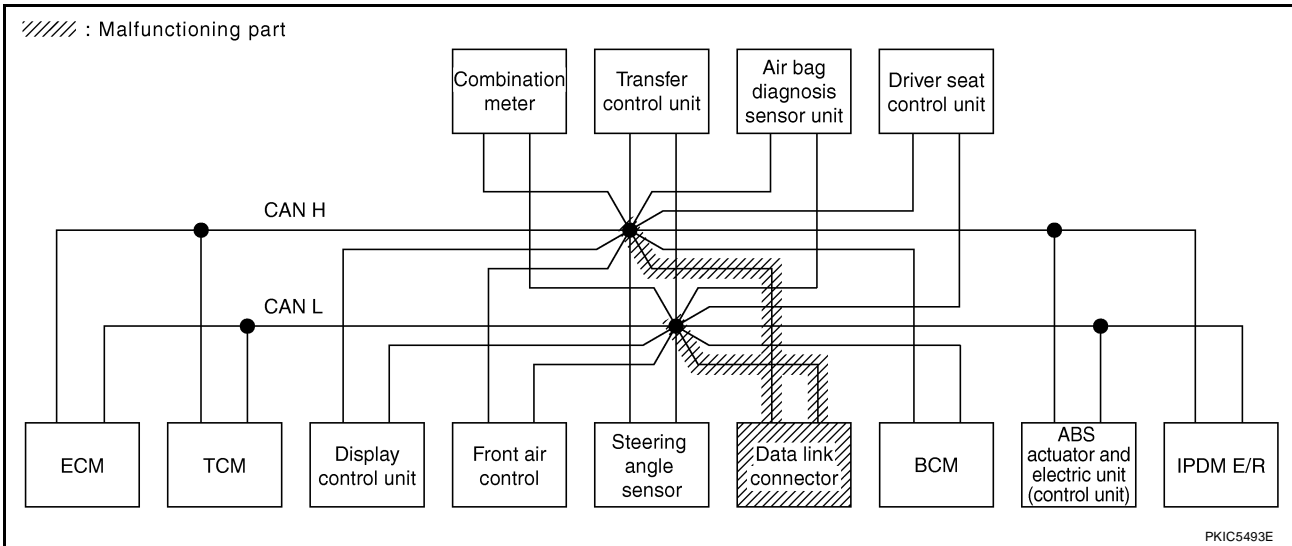 : Malfunctioning part
Combination
meter
Transfer
control unit
Air bag
diagnosis
sensor unit
Driver seat
control unit
CAN H
CAN L
ECM
TCM
Display
control unit
Front air
control
Steering
angle
sensor
Data link
connector
BCM
ABS
actuator and
electric unit
(control unit)
IPDM E/R
PKIC5493E